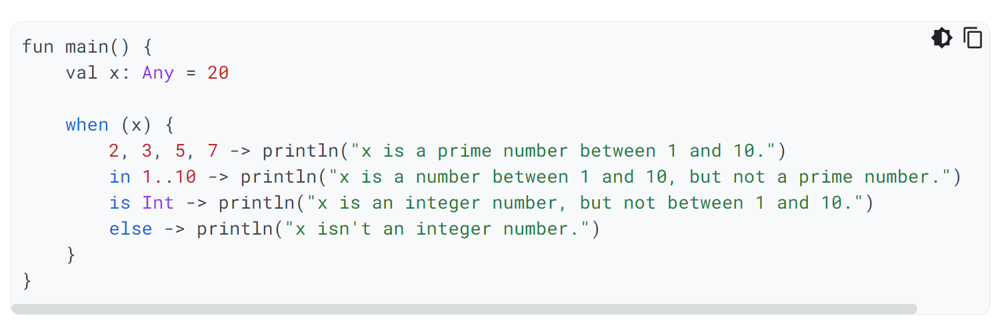 fun main() {
    val x: Any = 20

    when (x) {
        2, 3, 5, 7 -> println("x is a prime number between 1 and 10.")
        in 1..10 -> println("x is a number between 1 and 10, but not a prime number.")
        is Int -> println("x is an integer number, but not between 1 and 10.")
        else -> println("x isn't an integer number.")
    }
}